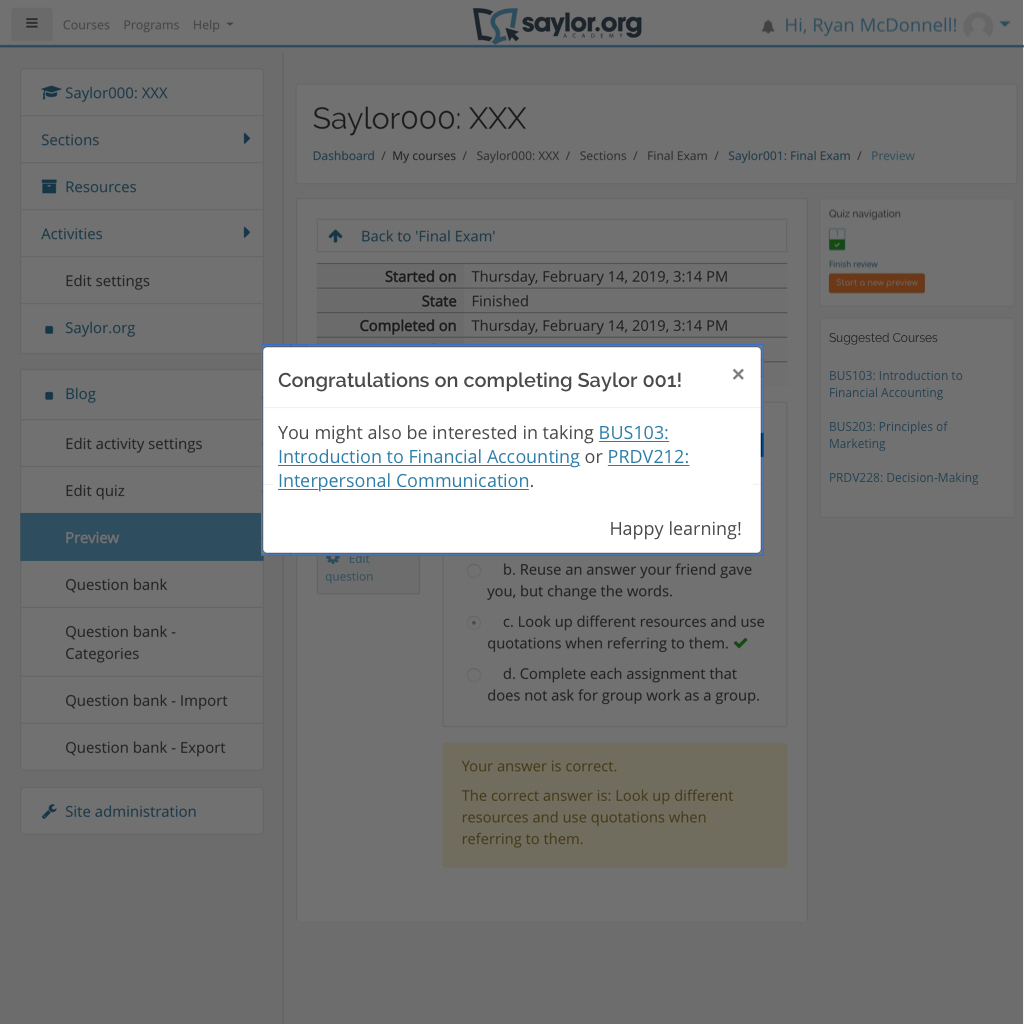 Courses Programs Help
saylor.org
ACADEMY
Hi, Ryan McDonnell!
Saylor000: XXX
Sections
Resources
Activities
Edit settings
Saylor.org
Blog
Edit activity settings
Edit quiz
Preview
Question bank
Question bank -
Categories
Question bank - Import
Question bank - Export
Site administration
Saylor000: XXX
Dashboard / My courses / Saylor000: XXX / Sections / Final Exam / Saylor001: Final Exam / Preview
Back to 'Final Exam'
Started on Thursday, February 14, 2019, 3:14 PM
State Finished
Completed on Thursday, February 14, 2019, 3:14 PM
Congratulations on completing Saylor 001! ×
You might also be interested in taking BUS103:
Introduction to Financial Accounting or PRDV212:
Interpersonal Communication.
Happy learning!
Edit
question
b. Reuse an answer your friend gave
you, but change the words.
c. Look up different resources and use
quotations when referring to them.
d. Complete each assignment that
does not ask for group work as a group.
Your answer is correct.
The correct answer is: Look up different
resources and use quotations when
referring to them.
Quiz navigation
1
Finish review
Start a new preview
Suggested Courses
BUS103: Introduction to
Financial Accounting
BUS203: Principles of
Marketing
PRDV228: Decision-Making